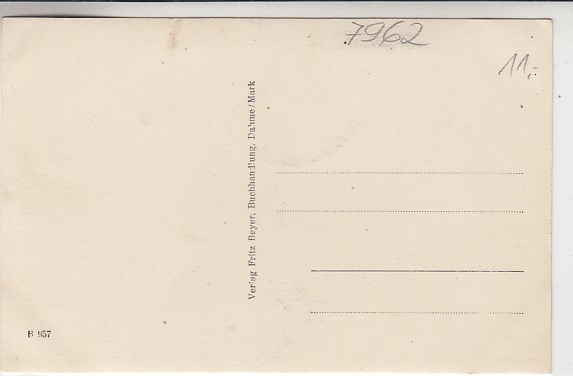 7962
11,-
Verlag Fritz Beyer, Buchhandlung, Dahme/Mark
B 957